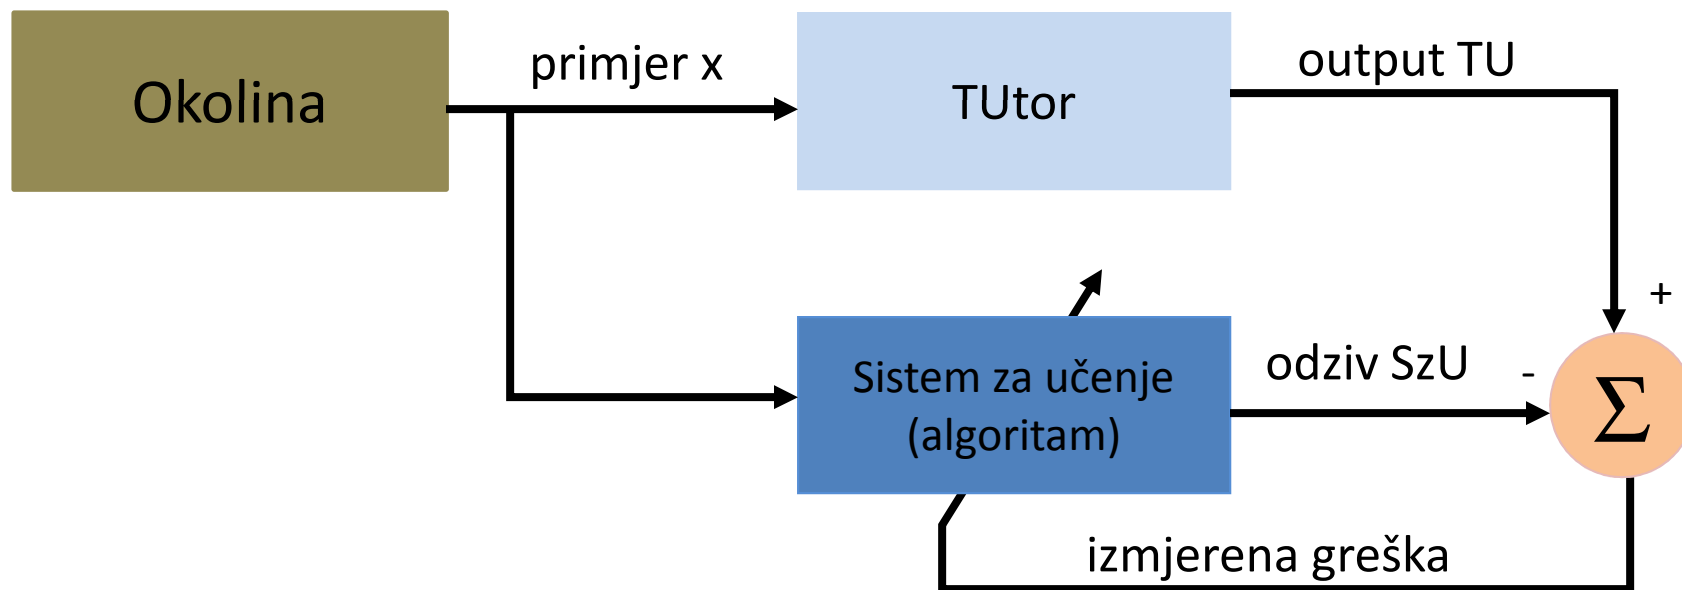 Okolina
primjer x
TUtor
output TU
+
Sistem za učenje
(algoritam)
odziv SzU
-
Σ
izmjerena greška